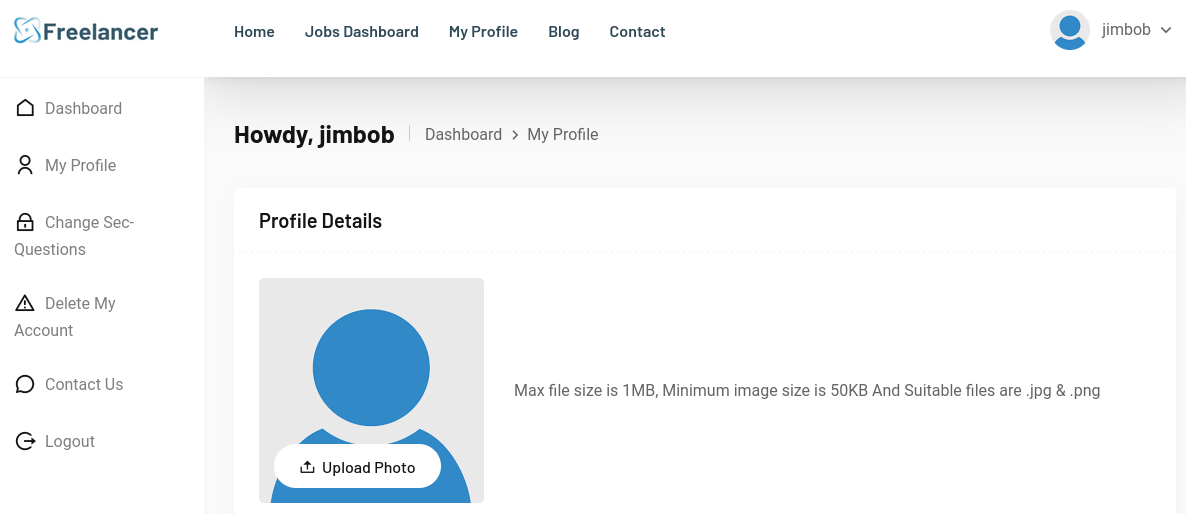 Freelancer
Home Jobs Dashboard My Profile Blog Contact
jimbob
Dashboard
My Profile
Change Sec-
Questions
Delete My
Account
Contact Us
Logout
Howdy, jimbob
Dashboard > My Profile
Profile Details
Upload Photo
Max file size is 1MB, Minimum image size is 50KB And Suitable files are .jpg & .png